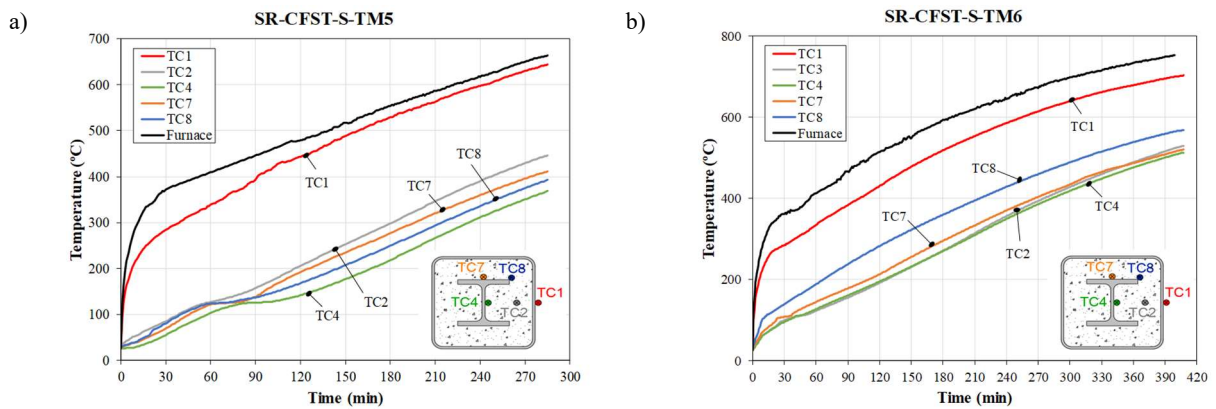 a)
SR-CFST-S-TM5
700
600
500
400
300
200
100
0
Temperature (ºC)
TC1
TC2
TC4
TC7
TC8
Furnace
TC1
TC7
TC8
TC2
TC4
TC7 TC8
TC1
TC4
TC2
0 30 60 90 120 150 180 210 240 270 300
Time (min)
b)
SR-CFST-S-TM6
800
600
400
200
0
Temperature (ºC)
TC1
TC3
TC4
TC7
TC8
Furnace
TC1
TC8
TC7
TC4
TC2
TC7 TC8
TC1
TC4
TC2
0 30 60 90 120 150 180 210 240 270 300 330 360 390 420
Time (min)